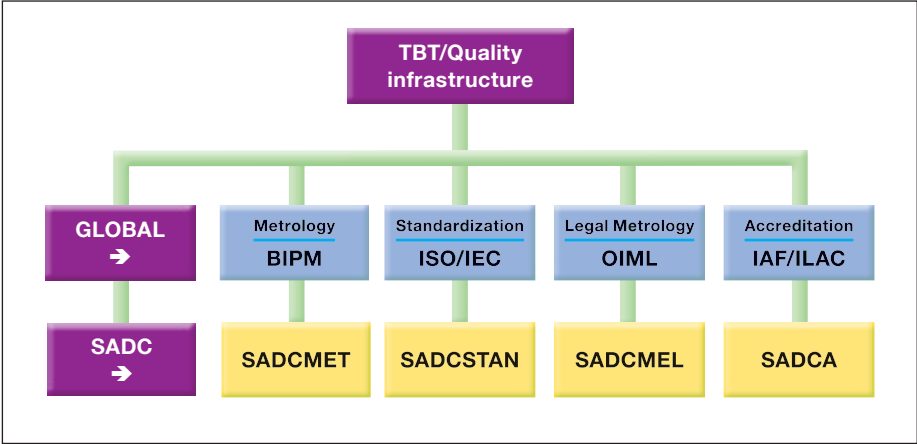 TBT/Quality
infrastructure
GLOBAL
➔
Metrology
BIPM
Standardization
ISO/IEC
Legal Metrology
OIML
Accreditation
IAF/ILAC
SADC
➔
SADCMET
SADCSTAN
SADCMEL
SADCA